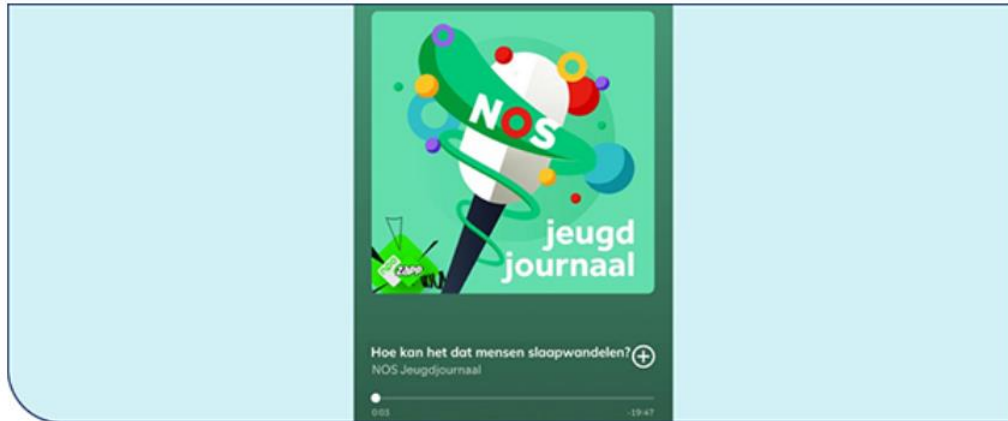 NOS
jeugd
journaal
zapp
Hoe kan het dat mensen slaapwandelen?
NOS Jeugdjournaal
0:03
-19:47